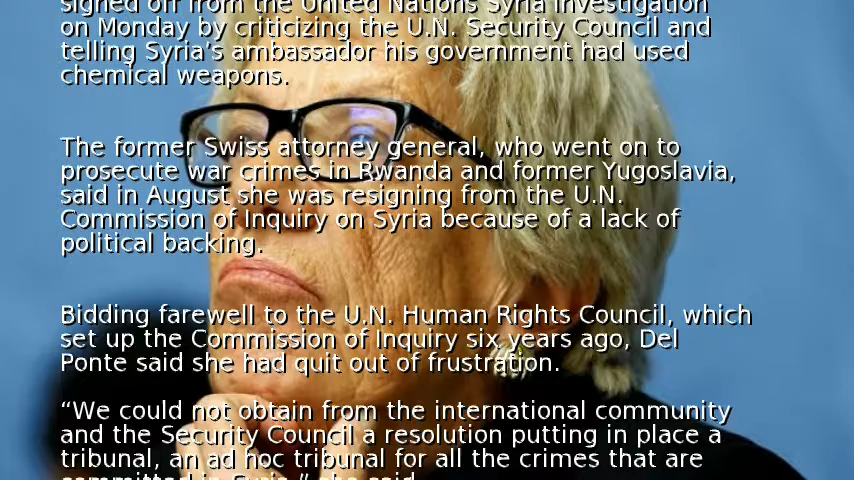 signed off from the United Nations Syria investigation
on Monday by criticizing the U.N. Security Council and
telling Syria’s ambassador his government had used
chemical weapons.
The former Swiss attorney general, who went on to
prosecute war crimes in Rwanda and former Yugoslavia,
said in August she was resigning from the U.N.
Commission of Inquiry on Syria because of a lack of
political backing.
Bidding farewell to the U.N. Human Rights Council, which
set up the Commission of Inquiry six years ago, Del
Ponte said she had quit out of frustration.
“We could not obtain from the international community
and the Security Council a resolution putting in place a
tribunal, an ad hoc tribunal for all the crimes that are
committed in Syria,” she said.